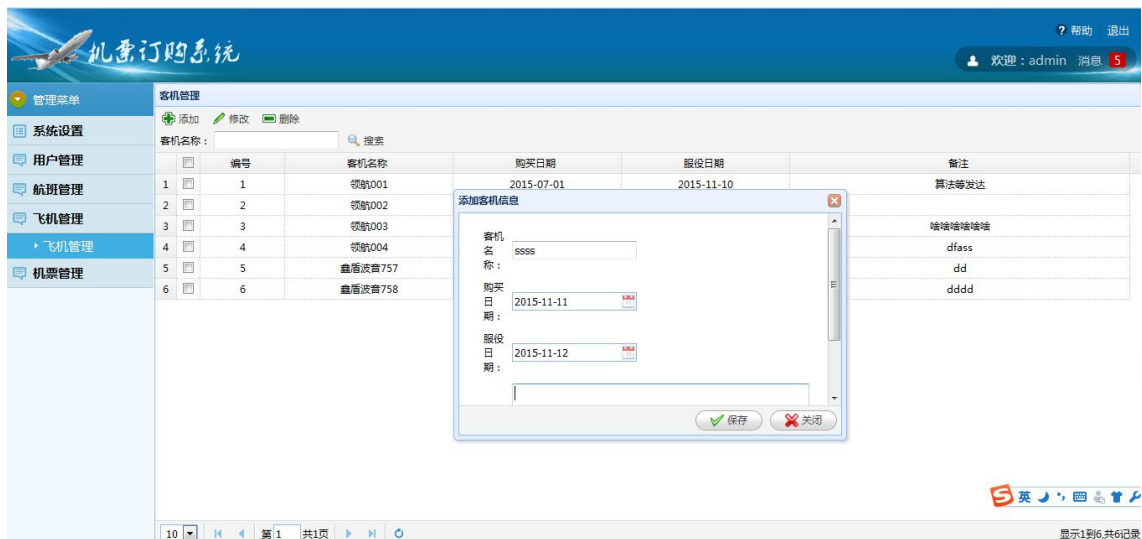 机票订购系统
? 帮助 退出
欢迎：admin 消息 5
管理菜单
系统设置
用户管理
航班管理
飞机管理
飞机管理
机票管理
客机管理
添加 修改 删除
客机名称： 搜索
编号 客机名称 购买日期 服役日期 备注
1 1 领航001 2015-07-01 2015-11-10 算法等发达
2 2 领航002
3 3 领航003 啥啥啥啥啥啥
4 4 领航004 dfass
5 5 鑫盾波音757 dd
6 6 鑫盾波音758 dddd
添加客机信息
客机
名 ssss
称：
购买
日 2015-11-11
期：
服役
日 2015-11-12
期：
保存 关闭
英
10 第 1 共1页
显示1到6,共6记录